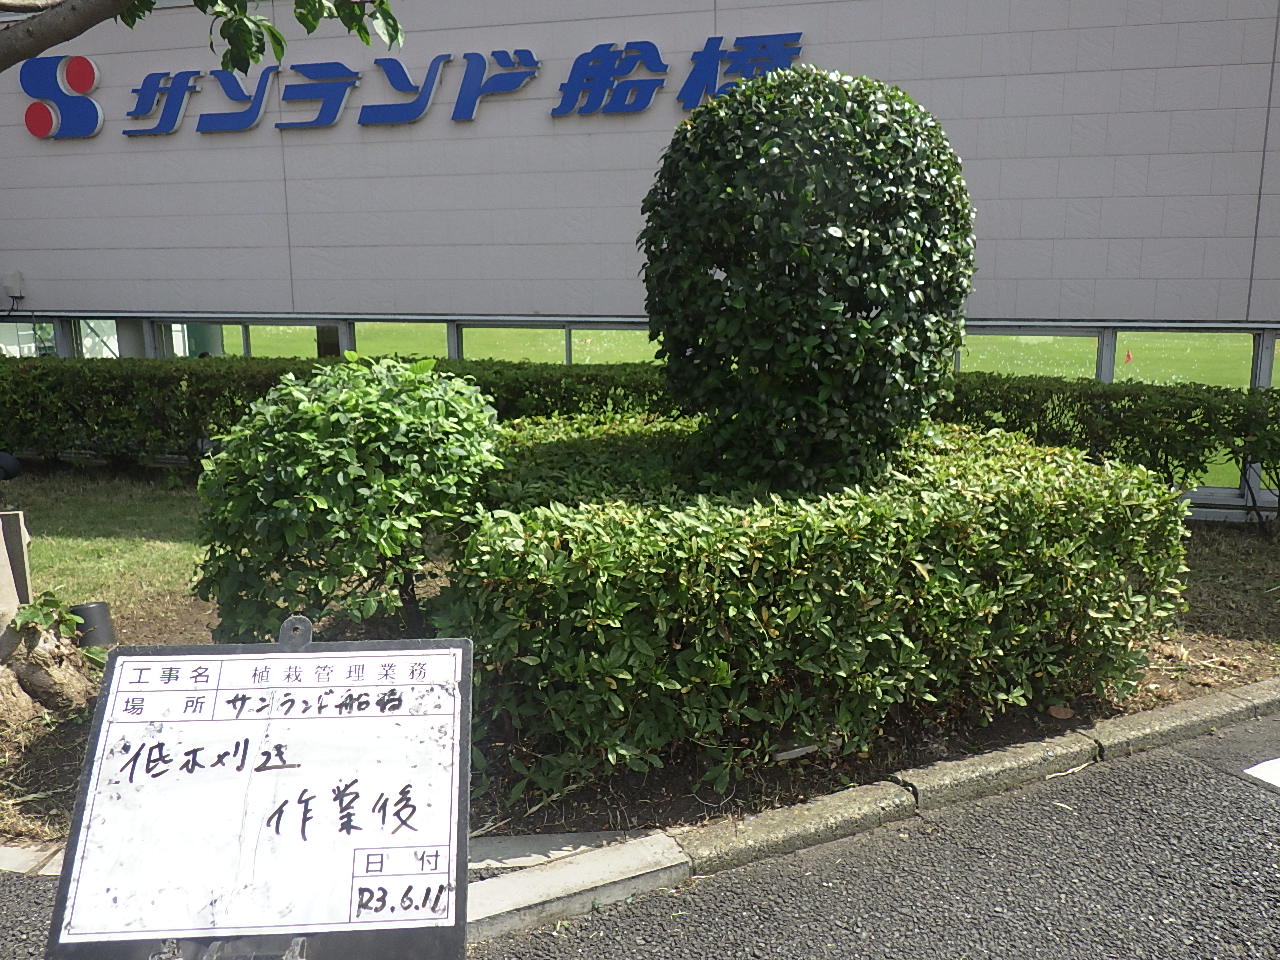 サンランド船橋
工事名 植栽管理業務
場所 サンランド船橋
低木刈込
作業後
日付
R3.6.11